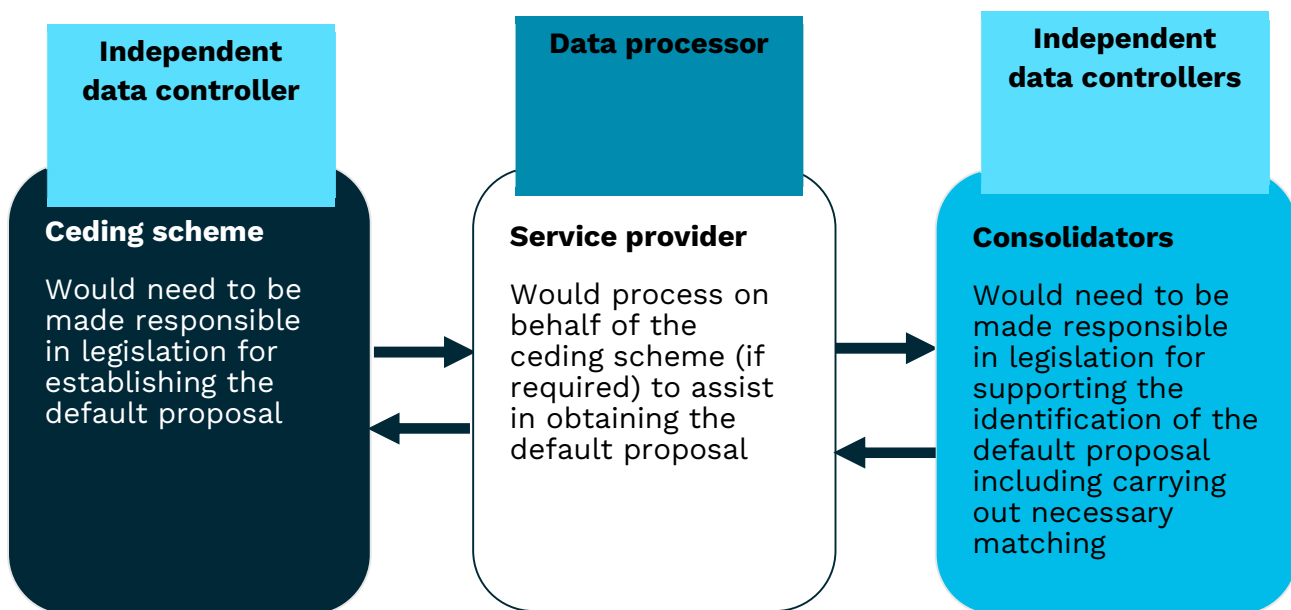 Independent
data controller
Ceding scheme
Would need to be
made responsible
in legislation for
establishing the
default proposal
Data processor
Service provider
Would process on
behalf of the
ceding scheme (if
required) to assist
in obtaining the
default proposal
Independent
data controllers
Consolidators
Would need to be
made responsible
in legislation for
supporting the
identification of the
default proposal
including carrying
out necessary
matching